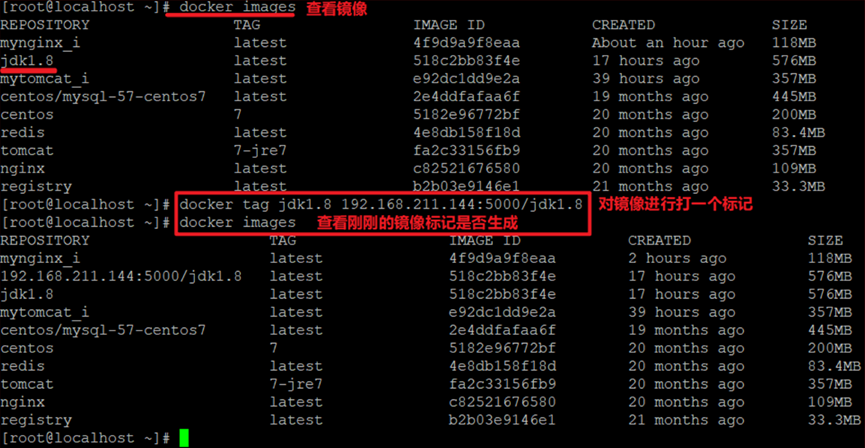 [root@localhost ~]# docker images 查看镜像
REPOSITORY TAG IMAGE ID CREATED SIZE
mynginx_i latest 4f9d9a9f8eaa About an hour ago 118MB
jdk1.8 latest 518c2bb83f4e 17 hours ago 576MB
mytomcat_i latest e92dc1dd9e2a 39 hours ago 357MB
centos/mysql-57-centos7 latest 2e4ddfafaa6f 19 months ago 445MB
centos 7 5182e96772bf 20 months ago 200MB
redis latest 4e8db158f18d 20 months ago 83.4MB
tomcat 7-jre7 fa2c33156fb9 20 months ago 357MB
nginx latest c82521676580 20 months ago 109MB
registry latest b2b03e9146e1 21 months ago 33.3MB
[root@localhost ~]# docker tag jdk1.8 192.168.211.144:5000/jdk1.8 对镜像进行打一个标记
[root@localhost ~]# docker images 查看刚刚的镜像标记是否生成
REPOSITORY TAG IMAGE ID CREATED SIZE
mynginx_i latest 4f9d9a9f8eaa 2 hours ago 118MB
192.168.211.144:5000/jdk1.8 latest 518c2bb83f4e 17 hours ago 576MB
jdk1.8 latest 518c2bb83f4e 17 hours ago 576MB
mytomcat_i latest e92dc1dd9e2a 39 hours ago 357MB
centos/mysql-57-centos7 latest 2e4ddfafaa6f 19 months ago 445MB
centos 7 5182e96772bf 20 months ago 200MB
redis latest 4e8db158f18d 20 months ago 83.4MB
tomcat 7-jre7 fa2c33156fb9 20 months ago 357MB
nginx latest c82521676580 20 months ago 109MB
registry latest b2b03e9146e1 21 months ago 33.3MB
[root@localhost ~]#